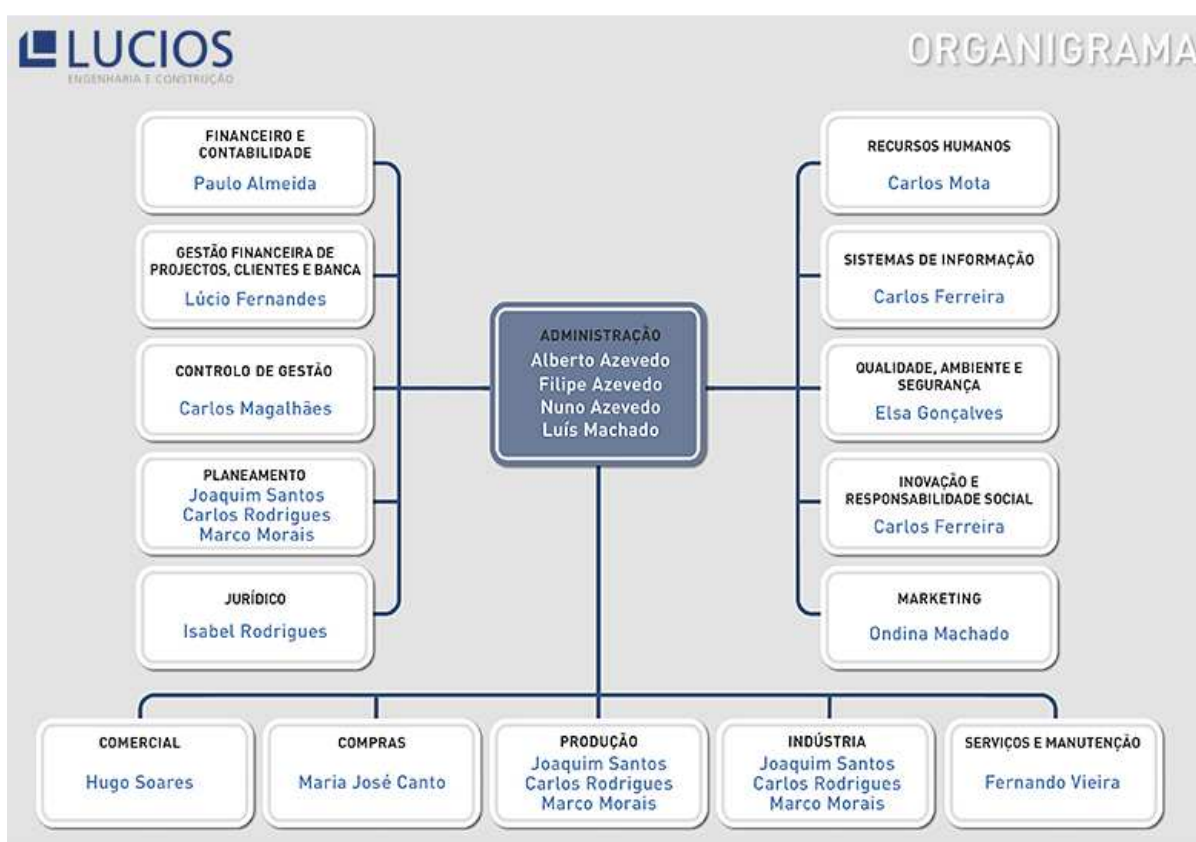 LUCIOS
ENGENHARIA E CONSTRUÇÃO
ORGANIGRAMA
FINANCEIRO E
CONTABILIDADE
Paulo Almeida
GESTÃO FINANCEIRA DE
PROJECTOS, CLIENTES E BANCA
Lúcio Fernandes
CONTROLO DE GESTÃO
Carlos Magalhães
PLANEAMENTO
Joaquim Santos
Carlos Rodrigues
Marco Morais
JURÍDICO
Isabel Rodrigues
ADMINISTRAÇÃO
Alberto Azevedo
Filipe Azevedo
Nuno Azevedo
Luís Machado
RECURSOS HUMANOS
Carlos Mota
SISTEMAS DE INFORMAÇÃO
Carlos Ferreira
QUALIDADE, AMBIENTE E
SEGURANÇA
Elsa Gonçalves
INOVAÇÃO E
RESPONSABILIDADE SOCIAL
Carlos Ferreira
MARKETING
Ondina Machado
COMERCIAL
Hugo Soares
COMPRAS
Maria José Canto
PRODUÇÃO
Joaquim Santos
Carlos Rodrigues
Marco Morais
INDÚSTRIA
Joaquim Santos
Carlos Rodrigues
Marco Morais
SERVIÇOS E MANUTENÇÃO
Fernando Vieira